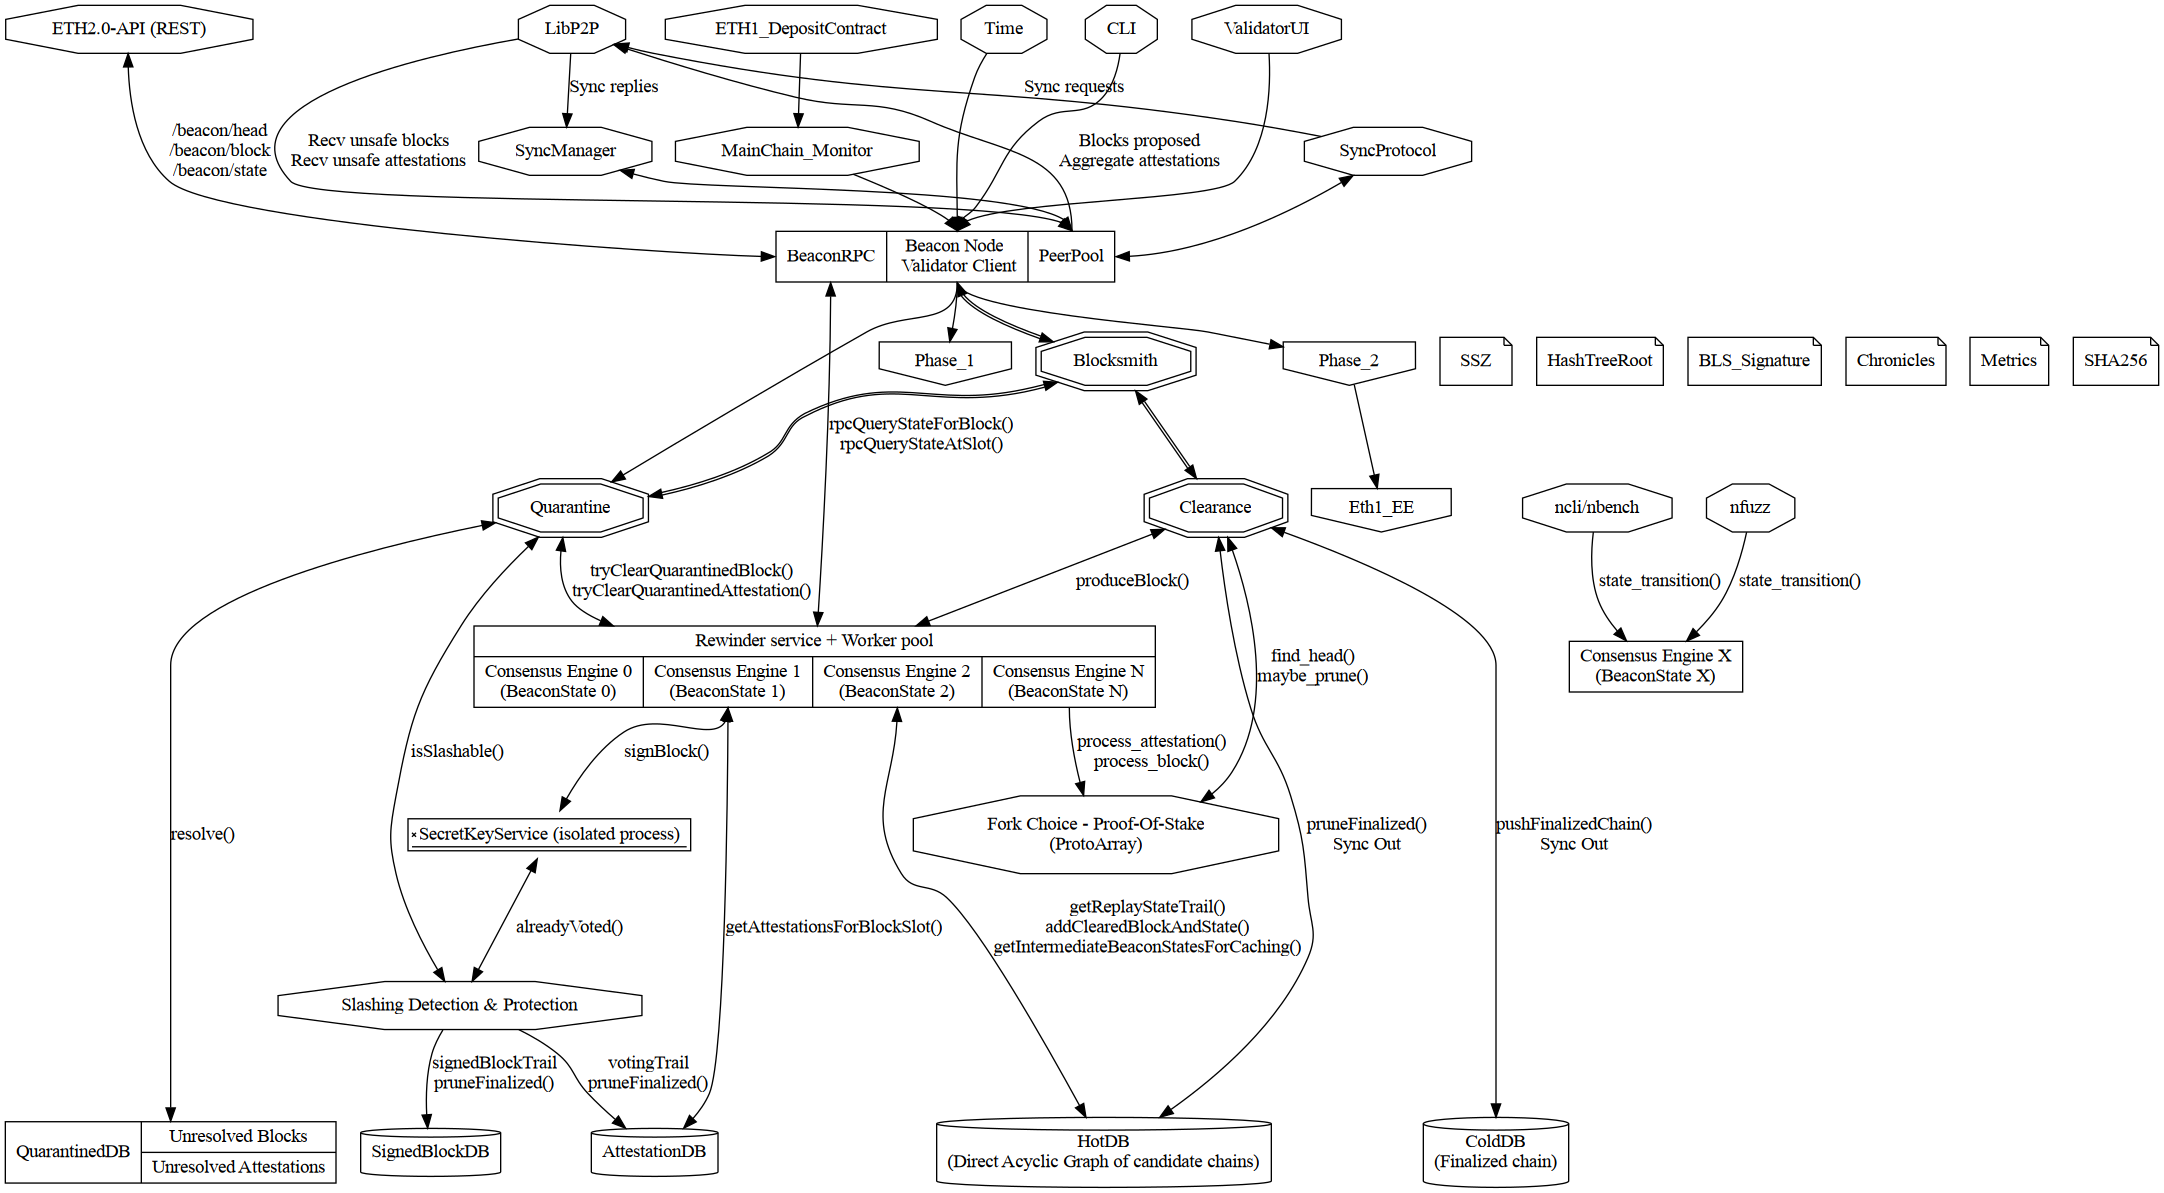 ETH2.0-API (REST)
LibP2P
ETH1_DepositContract
Time
CLI
ValidatorUI
Sync replies
Sync requests
/beacon/head
/beacon/block
/beacon/state
Recv unsafe blocks
Recv unsafe attestations
SyncManager
MainChain_Monitor
Blocks proposed
Aggregate attestations
SyncProtocol
BeaconRPC
Beacon Node
Validator Client
PeerPool
Phase_1
Blocksmith
Phase_2
SSZ
HashTreeRoot
BLS_Signature
Chronicles
Metrics
SHA256
rpcQueryStateForBlock()
rpcQueryStateAtSlot()
Quarantine
Clearance
Eth1_EE
ncli/nbench
nfuzz
tryClearQuarantinedBlock()
tryClearQuarantinedAttestation()
produceBlock()
state_transition()
state_transition()
Rewinder service + Worker pool
Consensus Engine 0
(BeaconState 0)
Consensus Engine 1
(BeaconState 1)
Consensus Engine 2
(BeaconState 2)
Consensus Engine N
(BeaconState N)
find_head()
maybe_prune()
Consensus Engine X
(BeaconState X)
isSlashable()
signBlock()
process_attestation()
process_block()
resolve()
SecretKeyService (isolated process)
Fork Choice - Proof-Of-Stake
(ProtoArray)
pruneFinalized()
Sync Out
pushFinalizedChain()
Sync Out
alreadyVoted()
getAttestationsForBlockSlot()
getReplayStateTrail()
addClearedBlockAndState()
getIntermediateBeaconStatesForCaching()
Slashing Detection & Protection
signedBlockTrail
pruneFinalized()
votingTrail
pruneFinalized()
QuarantinedDB
Unresolved Blocks
Unresolved Attestations
SignedBlockDB
AttestationDB
HotDB
(Direct Acyclic Graph of candidate chains)
ColdDB
(Finalized chain)